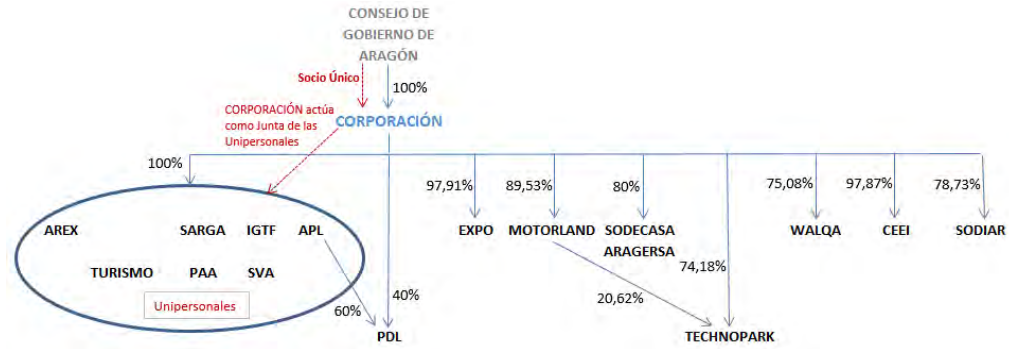 CONSEJO DE
GOBIERNO DE
ARAGÓN
Socio Único
100%
CORPORACIÓN actúa
como Junta de las
Unipersonales
CORPORACIÓN
100%
97,91%
89,53%
80%
75,08%
97,87%
78,73%
AREX
SARGA
IGTF
APL
EXPO
MOTORLAND
SODECASA
ARAGERSA
WALQA
CEEI
SODIAR
TURISMO
PAA
SVA
74,18%
Unipersonales
60%
40%
20,62%
PDL
TECHNOPARK